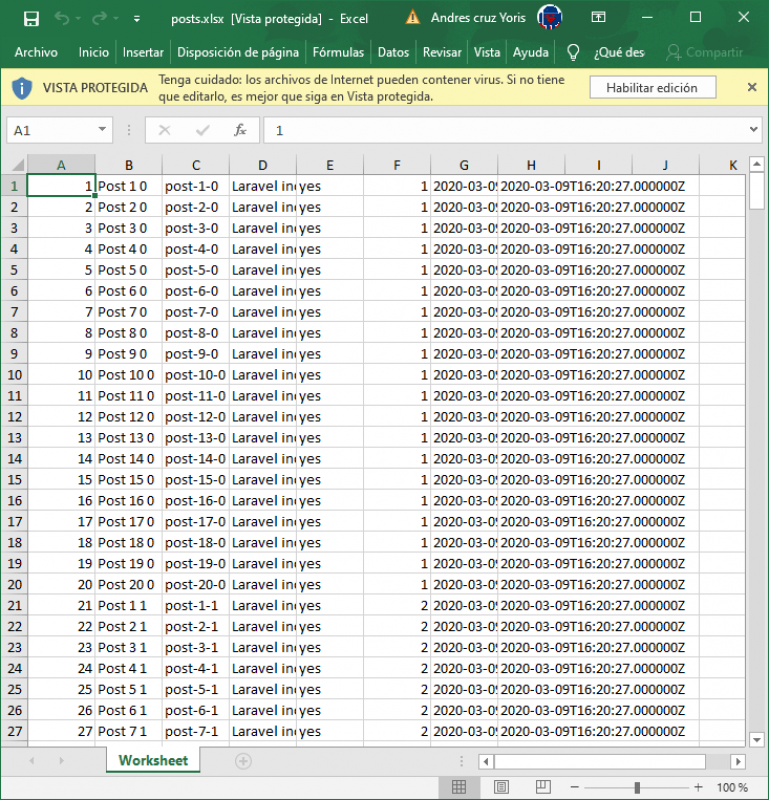 posts.xlsx [Vista protegida] - Excel Andres cruz Yoris
Archivo Inicio Insertar Disposición de página Fórmulas Datos Revisar Vista Ayuda ¿Qué des Compartir
VISTA PROTEGIDA Tenga cuidado: los archivos de Internet pueden contener virus. Si no tiene
que editarlo, es mejor que siga en Vista protegida. Habilitar edición
A1 fx 1
A B C D E F G H I J K
1 1 Post 1 0 post-1-0 Laravel in yes 1 2020-03-09 2020-03-09T16:20:27.000000Z
2 2 Post 2 0 post-2-0 Laravel in yes 1 2020-03-09 2020-03-09T16:20:27.000000Z
3 3 Post 3 0 post-3-0 Laravel in yes 1 2020-03-09 2020-03-09T16:20:27.000000Z
4 4 Post 4 0 post-4-0 Laravel in yes 1 2020-03-09 2020-03-09T16:20:27.000000Z
5 5 Post 5 0 post-5-0 Laravel in yes 1 2020-03-09 2020-03-09T16:20:27.000000Z
6 6 Post 6 0 post-6-0 Laravel in yes 1 2020-03-09 2020-03-09T16:20:27.000000Z
7 7 Post 7 0 post-7-0 Laravel in yes 1 2020-03-09 2020-03-09T16:20:27.000000Z
8 8 Post 8 0 post-8-0 Laravel in yes 1 2020-03-09 2020-03-09T16:20:27.000000Z
9 9 Post 9 0 post-9-0 Laravel in yes 1 2020-03-09 2020-03-09T16:20:27.000000Z
10 10 Post 10 0 post-10-0 Laravel in yes 1 2020-03-09 2020-03-09T16:20:27.000000Z
11 11 Post 11 0 post-11-0 Laravel in yes 1 2020-03-09 2020-03-09T16:20:27.000000Z
12 12 Post 12 0 post-12-0 Laravel in yes 1 2020-03-09 2020-03-09T16:20:27.000000Z
13 13 Post 13 0 post-13-0 Laravel in yes 1 2020-03-09 2020-03-09T16:20:27.000000Z
14 14 Post 14 0 post-14-0 Laravel in yes 1 2020-03-09 2020-03-09T16:20:27.000000Z
15 15 Post 15 0 post-15-0 Laravel in yes 1 2020-03-09 2020-03-09T16:20:27.000000Z
16 16 Post 16 0 post-16-0 Laravel in yes 1 2020-03-09 2020-03-09T16:20:27.000000Z
17 17 Post 17 0 post-17-0 Laravel in yes 1 2020-03-09 2020-03-09T16:20:27.000000Z
18 18 Post 18 0 post-18-0 Laravel in yes 1 2020-03-09 2020-03-09T16:20:27.000000Z
19 19 Post 19 0 post-19-0 Laravel in yes 1 2020-03-09 2020-03-09T16:20:27.000000Z
20 20 Post 20 0 post-20-0 Laravel in yes 1 2020-03-09 2020-03-09T16:20:27.000000Z
21 21 Post 1 1 post-1-1 Laravel in yes 2 2020-03-09 2020-03-09T16:20:27.000000Z
22 22 Post 2 1 post-2-1 Laravel in yes 2 2020-03-09 2020-03-09T16:20:27.000000Z
23 23 Post 3 1 post-3-1 Laravel in yes 2 2020-03-09 2020-03-09T16:20:27.000000Z
24 24 Post 4 1 post-4-1 Laravel in yes 2 2020-03-09 2020-03-09T16:20:27.000000Z
25 25 Post 5 1 post-5-1 Laravel in yes 2 2020-03-09 2020-03-09T16:20:27.000000Z
26 26 Post 6 1 post-6-1 Laravel in yes 2 2020-03-09 2020-03-09T16:20:27.000000Z
27 27 Post 7 1 post-7-1 Laravel in yes 2 2020-03-09 2020-03-09T16:20:27.000000Z
Worksheet
100 %